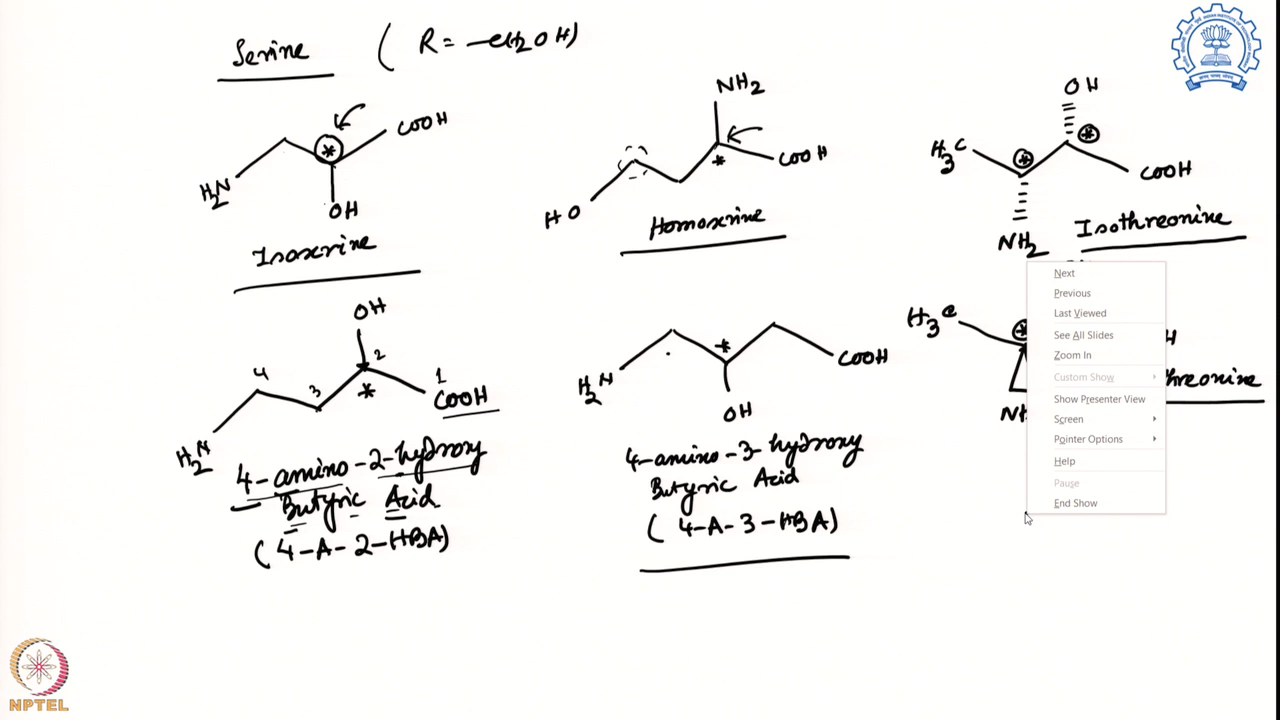 Serine ( R = -CH2OH)
H2N
COOH
OH
Isoserine
NH2
COOH
HO
Homoserine
OH
H3C
COOH
NH2
Isothreonine
OH
4
3
2
1
COOH
H2N
4-amino-2-hydroxy
Butyric Acid
(4-A-2-HBA)
H2N
COOH
OH
4-amino-3-hydroxy
Butyric Acid
(4-A-3-HBA)
H3C
H
threonine
NH
Next
Previous
Last Viewed
See All Slides
Zoom In
Custom Show
Show Presenter View
Screen
Pointer Options
Help
Pause
End Show
NPTEL